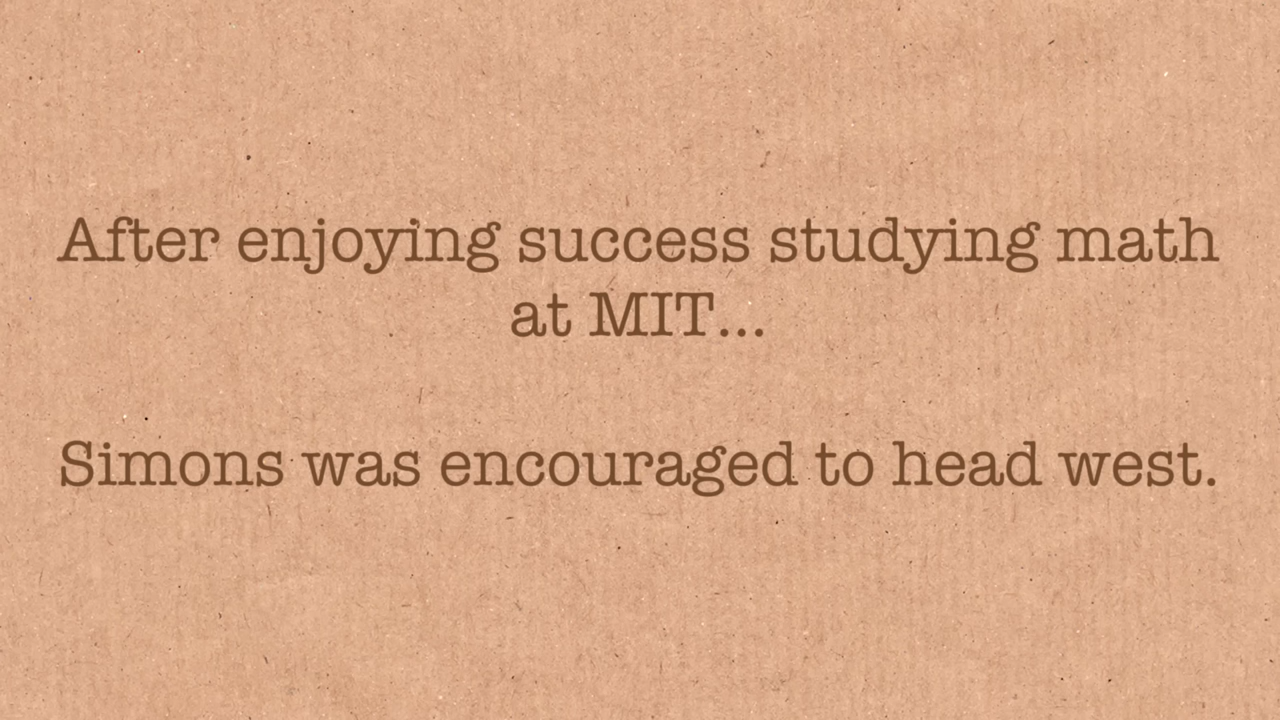 After enjoying success studying math
at MIT...
Simons was encouraged to head west.